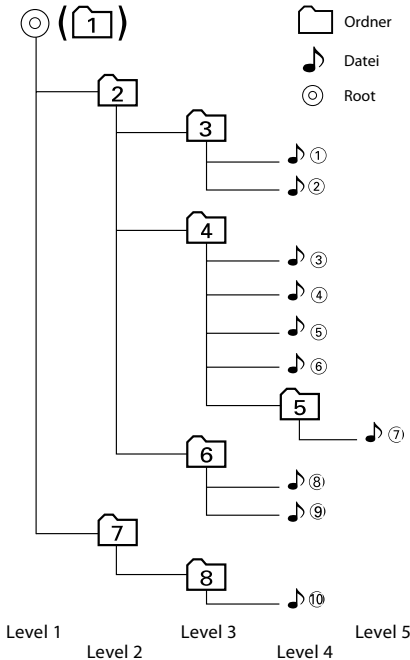 (1)
Ordner
Datei
Root
2
3
①
②
4
③
④
⑤
⑥
5
⑦
6
⑧
⑨
7
8
⑩
Level 1
Level 2
Level 3
Level 4
Level 5